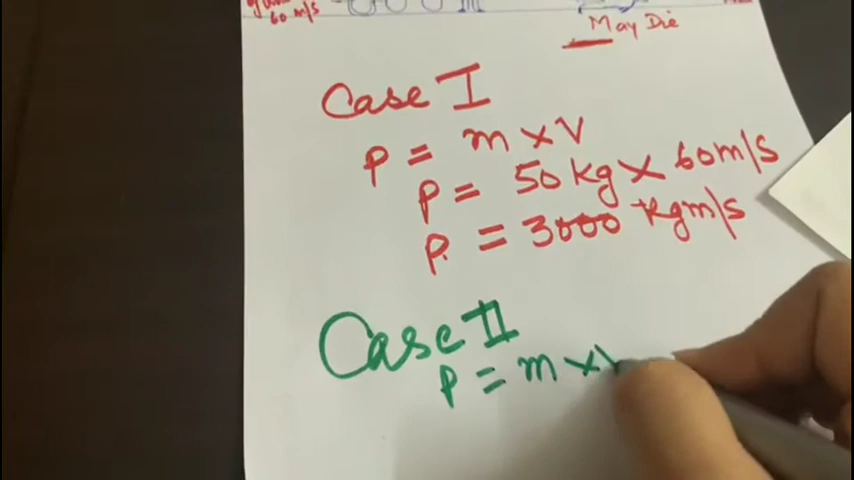 60 m/s
May Die
Case I
P = m x V
P = 50 kg x 60 m/s
P. = 3000 kgm/s
Case II
P = m x V